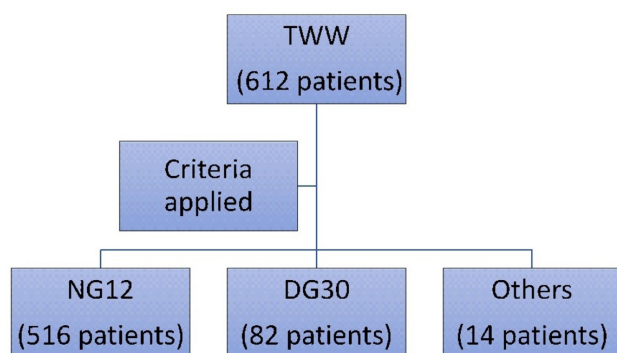 TWW
(612 patients)
Criteria
applied
NG12
(516 patients)
DG30
(82 patients)
Others
(14 patients)